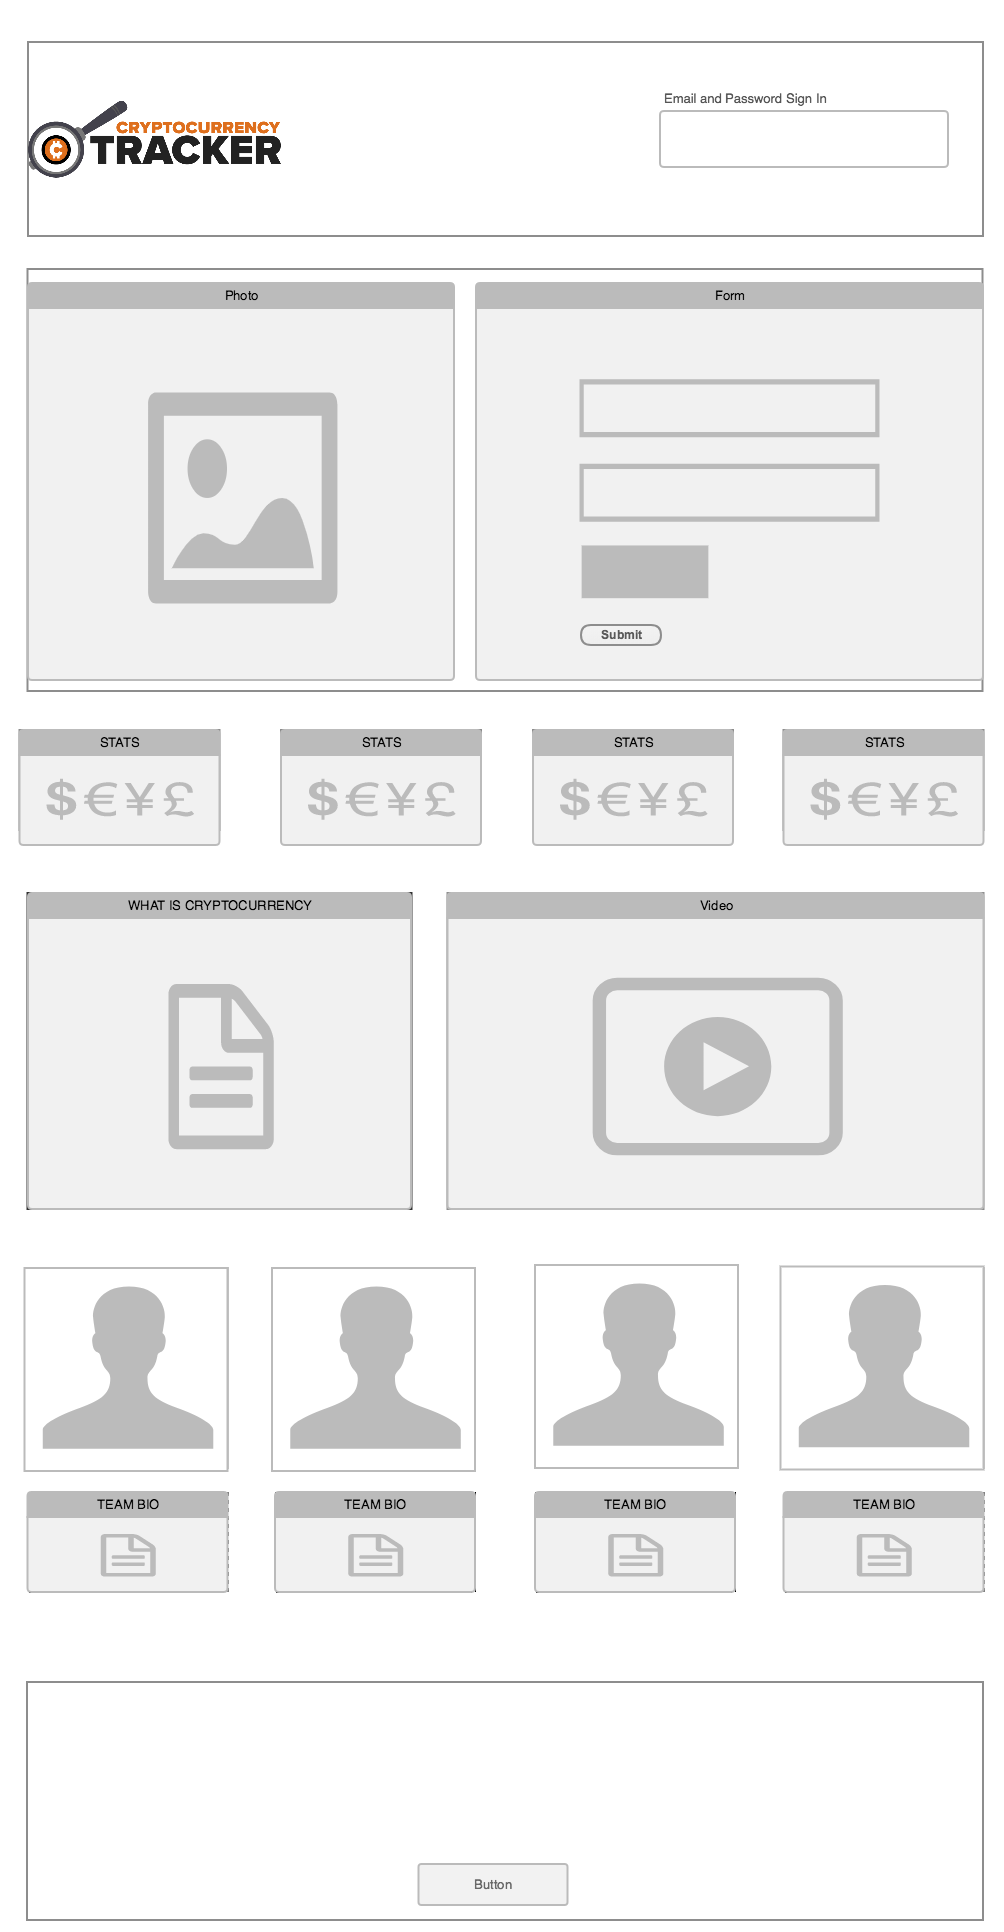 CRYPTOCURRENCY
TRACKER
Email and Password Sign In
Photo
Form
Submit
STATS
STATS
STATS
STATS
$€¥£
$€¥£
$€¥£
$€¥£
WHAT IS CRYPTOCURRENCY
Video
TEAM BIO
TEAM BIO
TEAM BIO
TEAM BIO
Button